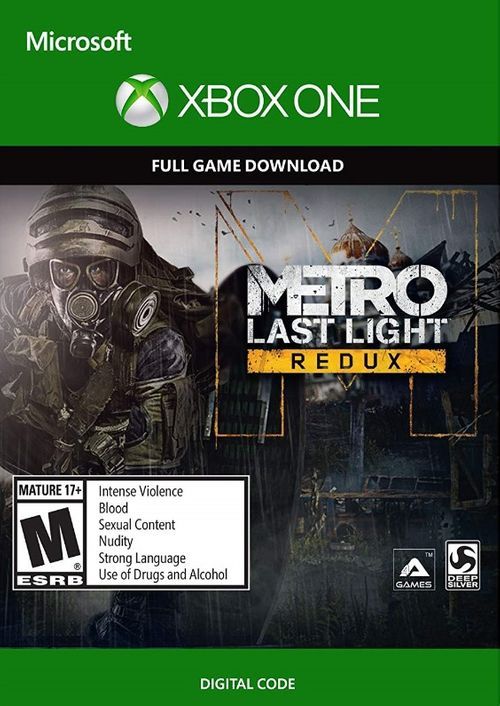 Microsoft
XBOX ONE
FULL GAME DOWNLOAD
METRO
LAST LIGHT
REDUX
MATURE 17+
M
®
ESRB
Intense Violence
Blood
Sexual Content
Nudity
Strong Language
Use of Drugs and Alcohol
TM
A
GAMES
DEEP
SILVER
DIGITAL CODE